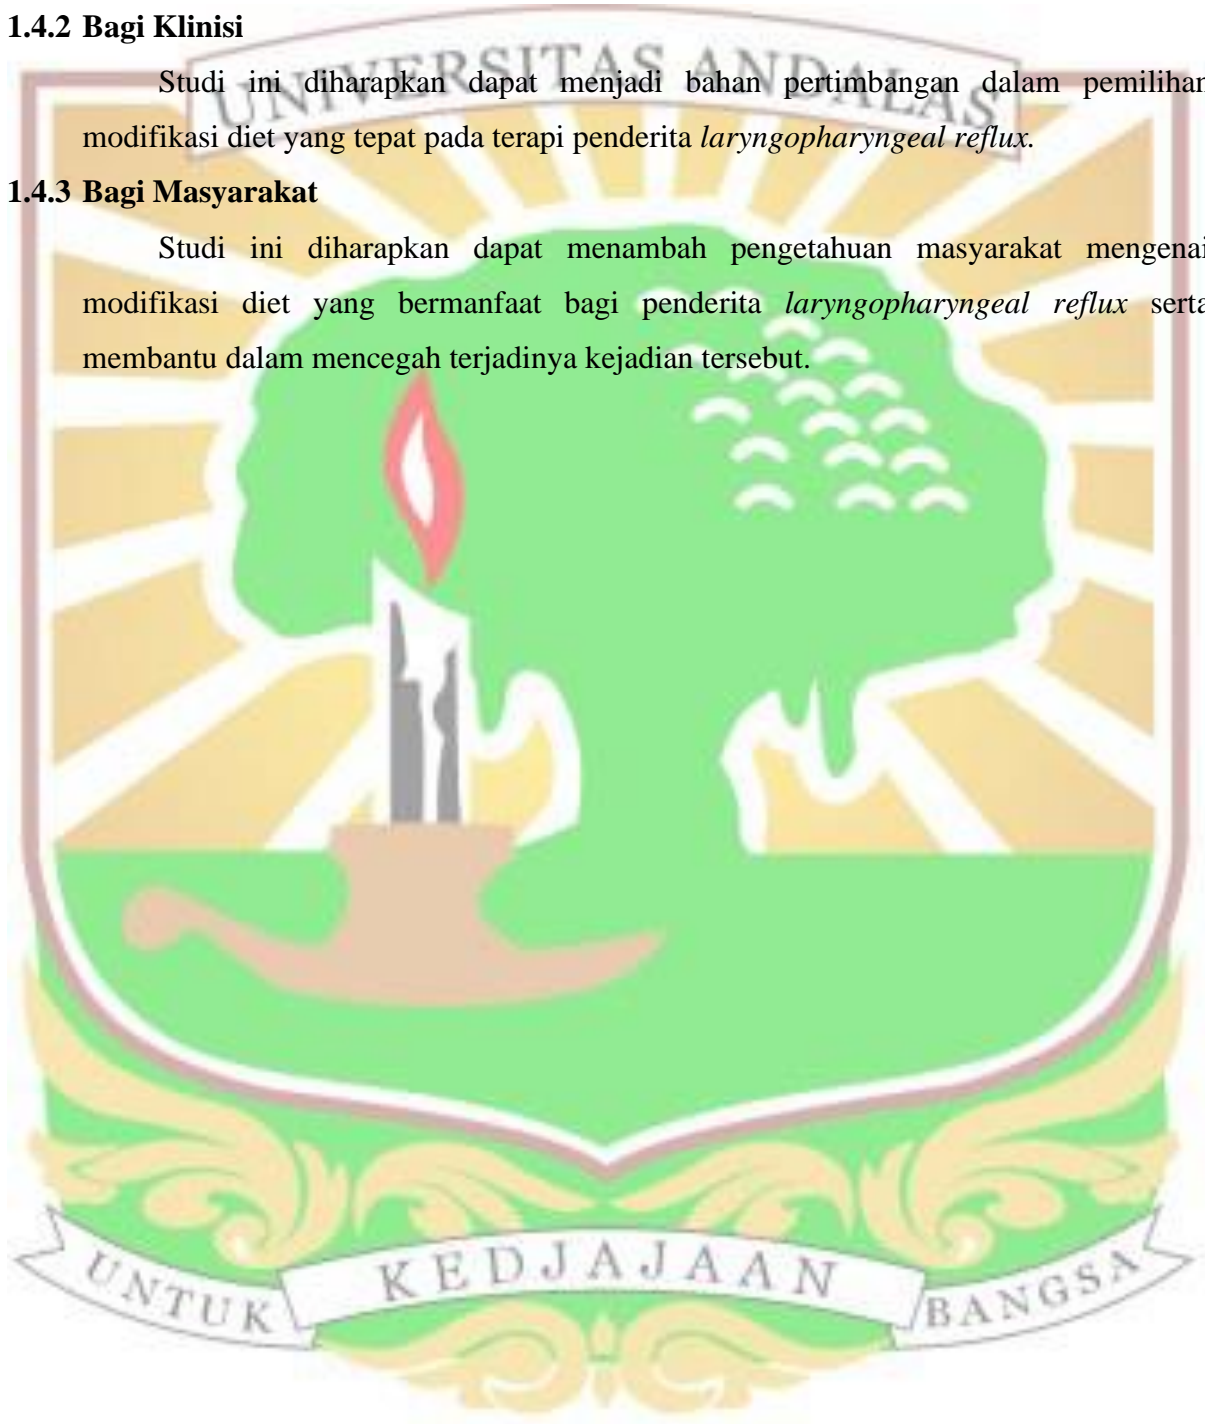 1.4.2 Bagi Klinisi
UNIVERSITAS ANDALAS
Studi ini diharapkan dapat menjadi bahan pertimbangan dalam pemilihan
modifikasi diet yang tepat pada terapi penderita laryngopharyngeal reflux.
1.4.3 Bagi Masyarakat
Studi ini diharapkan dapat menambah pengetahuan masyarakat mengenai
modifikasi diet yang bermanfaat bagi penderita laryngopharyngeal reflux serta
membantu dalam mencegah terjadinya kejadian tersebut.
UNTUK KEDJAJAAN BANGSA